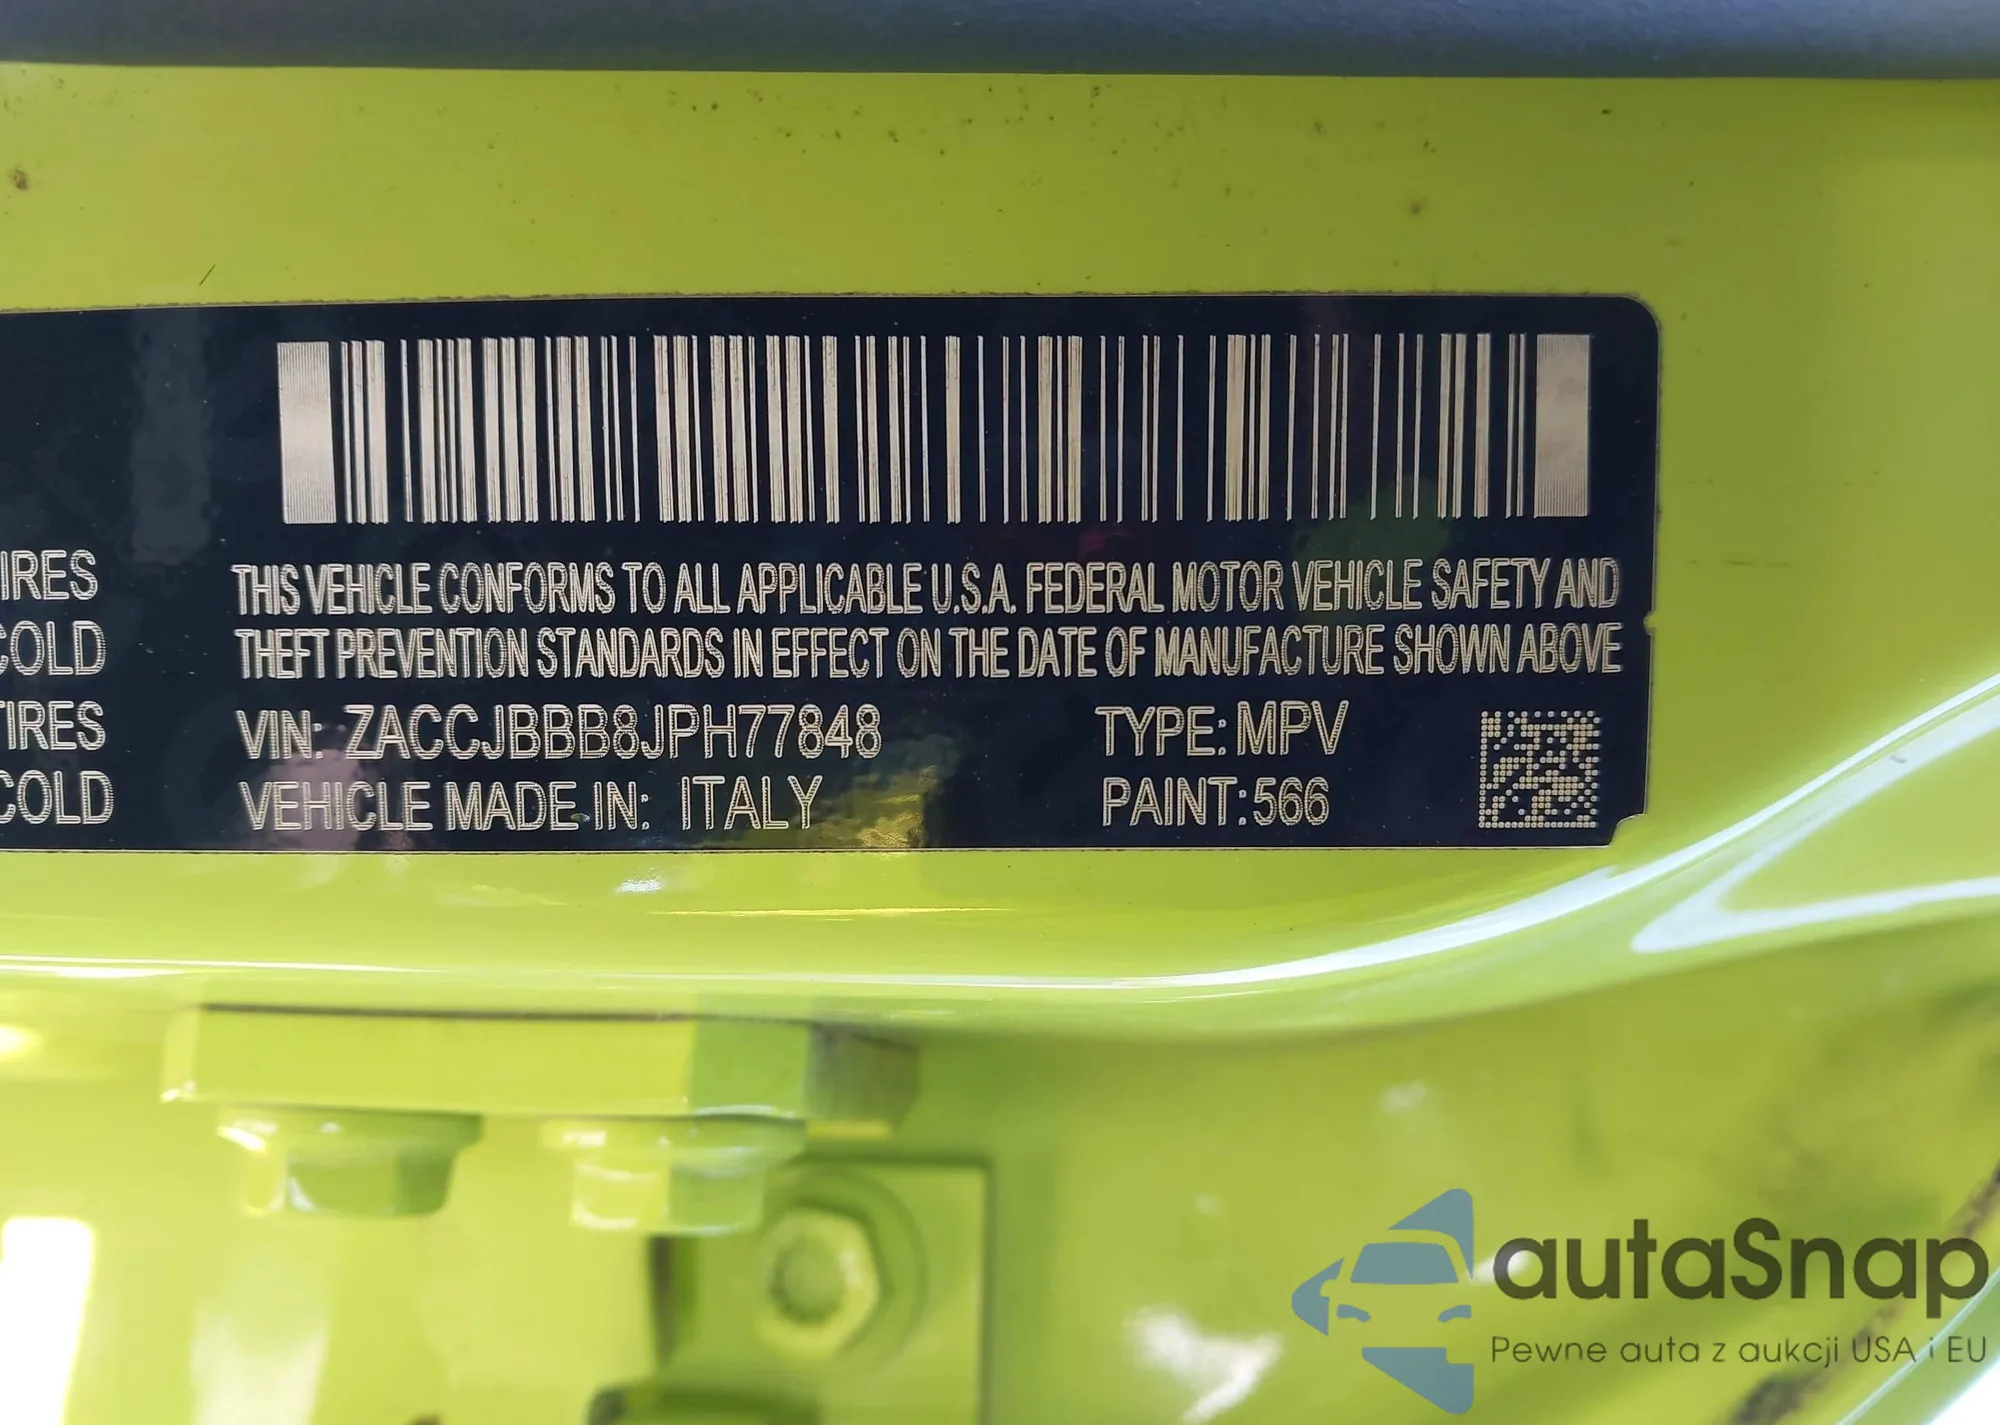 IRES
COLD
TIRES
COLD
THIS VEHICLE CONFORMS TO ALL APPLICABLE U.S.A. FEDERAL MOTOR VEHICLE SAFETY AND
THEFT PREVENTION STANDARDS IN EFFECT ON THE DATE OF MANUFACTURE SHOWN ABOVE
VIN: ZACCJBBB8JPH77848 TYPE: MPV
VEHICLE MADE IN: ITALY PAINT: 566
autaSnap
Pewne auta z aukcji USA i EU